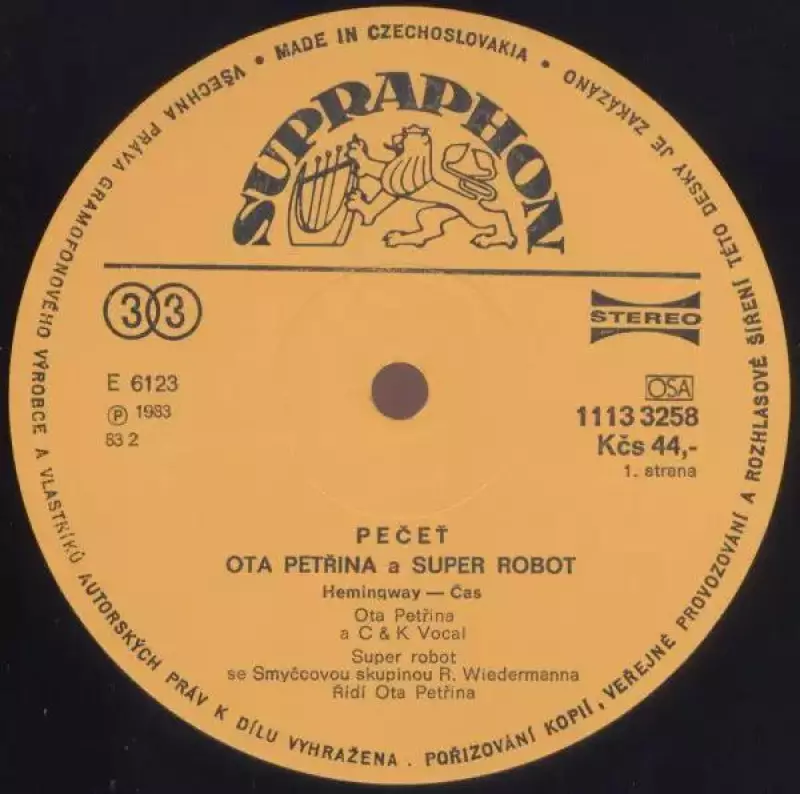 VŠECHNA PRÁVA GRAMOFONOVÉHO VÝROBCE A VLASTNÍKŮ AUTORSKÝCH PRÁV K DÍLU VYHRAŽENA . POŘIZOVÁNÍ KOPIÍ, VEŘEJNÉ PROVOZOVÁNÍ A ROZHLASOVÉ ŠÍŘENÍ TÉTO DESKY JE ZAKÁZÁNO
• MADE IN CZECHOSLOVAKIA •
SUPRAPHON
33
STEREO
E 6123
Ⓟ 1983
83 2
OSA
1113 3258
Kčs 44,-
1. strana
PEČEŤ
OTA PETŘINA a SUPER ROBOT
Hemingway — Čas
Ota Petřina
a C & K Vocal
Super robot
se Smyčcovou skupinou R. Wiedermanna
Řídí Ota Petřina